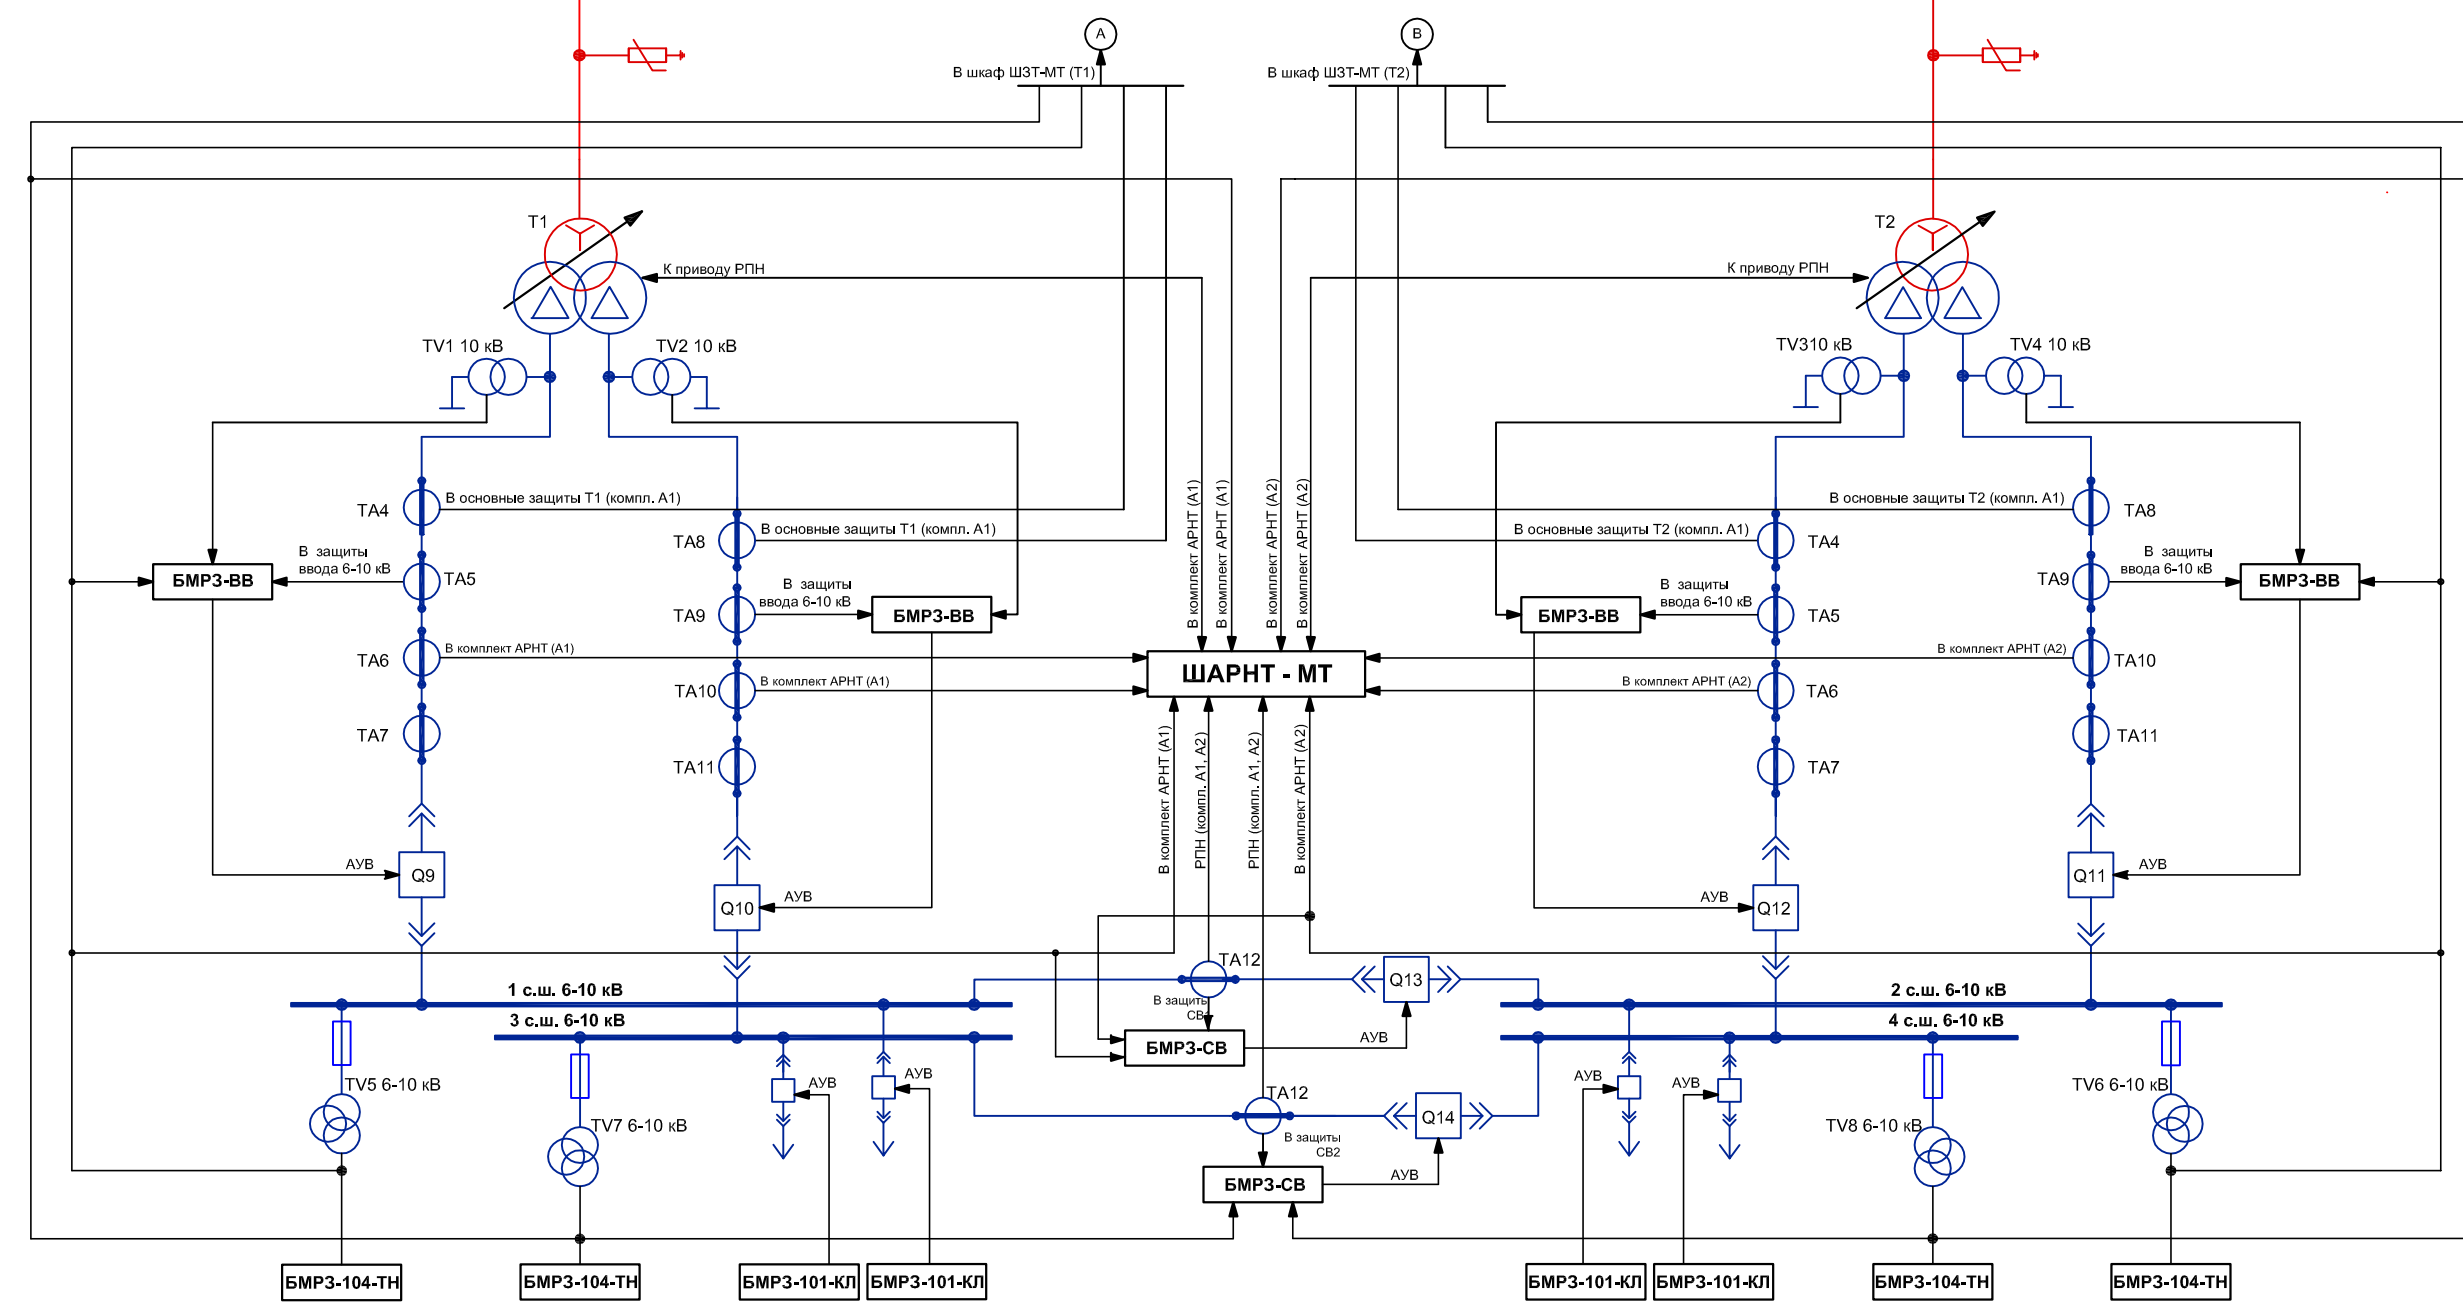 A
B
В шкаф ШЗТ-МТ (Т1)
В шкаф ШЗТ-МТ (Т2)
T1
T2
К приводу РПН
К приводу РПН
TV1 10 кВ
TV2 10 кВ
TV310 кВ
TV4 10 кВ
В комплект АРНТ (А1)
В комплект АРНТ (А1)
В комплект АРНТ (А2)
В комплект АРНТ (А2)
TA4
В основные защиты Т1 (компл. А1)
TA8
В основные защиты Т1 (компл. А1)
В основные защиты Т2 (компл. А1)
TA4
В основные защиты Т2 (компл. А1)
TA8
БМРЗ-ВВ
В защиты
ввода 6-10 кВ
TA5
TA9
В защиты
ввода 6-10 кВ
БМРЗ-ВВ
БМРЗ-ВВ
В защиты
ввода 6-10 кВ
TA5
TA9
В защиты
ввода 6-10 кВ
БМРЗ-ВВ
TA6
В комплект АРНТ (А1)
TA10
В комплект АРНТ (А1)
ШАРНТ - МТ
В комплект АРНТ (А2)
TA6
В комплект АРНТ (А2)
TA10
TA7
TA11
TA7
TA11
В комплект АРНТ (А1)
РПН (компл. А1, А2)
РПН (компл. А1, А2)
В комплект АРНТ (А2)
АУВ
Q9
Q10
АУВ
АУВ
Q12
Q11
АУВ
TA12
Q13
1 с.ш. 6-10 кВ
3 с.ш. 6-10 кВ
2 с.ш. 6-10 кВ
4 с.ш. 6-10 кВ
В защиты
СВ1
БМРЗ-СВ
АУВ
TV5 6-10 кВ
TV7 6-10 кВ
АУВ
АУВ
TA12
Q14
В защиты
СВ2
БМРЗ-СВ
АУВ
АУВ
АУВ
TV8 6-10 кВ
TV6 6-10 кВ
БМРЗ-104-ТН
БМРЗ-104-ТН
БМРЗ-101-КЛ
БМРЗ-101-КЛ
БМРЗ-101-КЛ
БМРЗ-101-КЛ
БМРЗ-104-ТН
БМРЗ-104-ТН